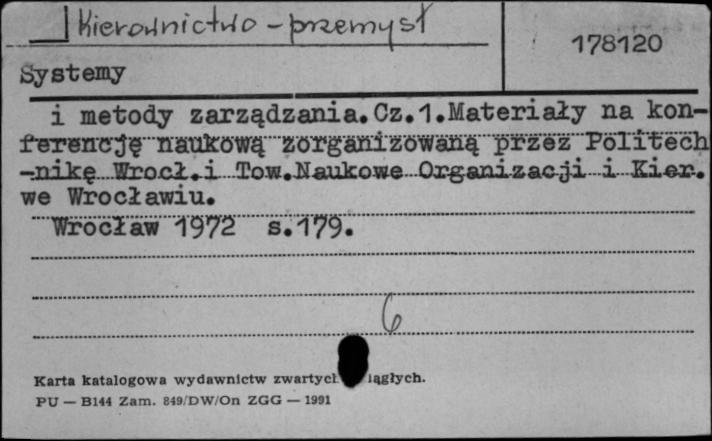 Kierownictwo - przemysł
178120
Systemy
i metody zarządzania.Cz.1.Materiały na kon-
ferencję naukową zorganizowaną przez Politech
-nikę Wrocł.i Tow.Naukowe Organizacji i Kier.
we Wrocławiu.
Wrocław 1972 s.179.
6
Karta katalogowa wydawnictw zwartych iągłych.
PU — B144 Zam. 849/DW/On ZGG — 1991